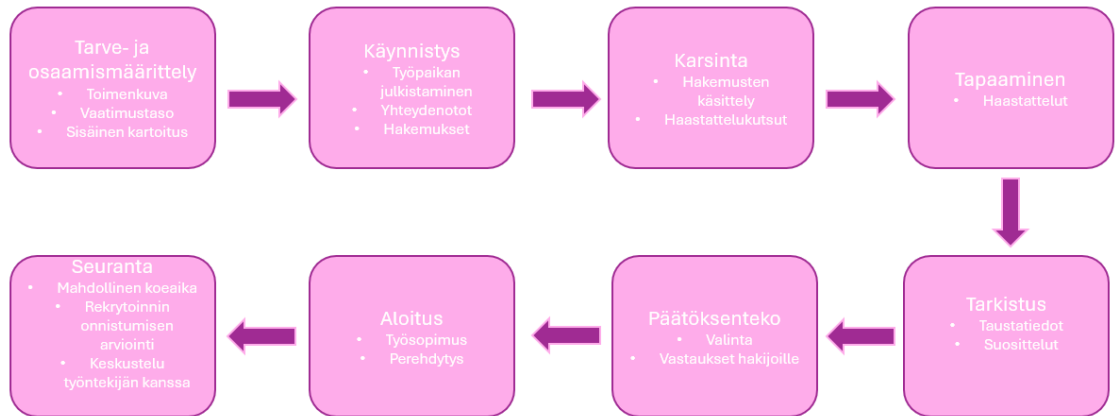 Tarve- ja
osaamismäärittely
• Toimenkuva
• Vaatimustaso
• Sisäinen kartoitus
Käynnistys
• Työpaikan
julkistaminen
• Yhteydenotot
• Hakemukset
Karsinta
• Hakemusten
käsittely
• Haastattelukutsut
Tapaaminen
• Haastattelut
Tarkistus
• Taustatiedot
• Suosittelut
Päätöksenteko
• Valinta
• Vastaukset hakijoille
Aloitus
• Työsopimus
• Perehdytys
Seuranta
• Mahdollinen koeaika
• Rekrytoinnin
onnistumisen
arviointi
• Keskustelu
työntekijän kanssa